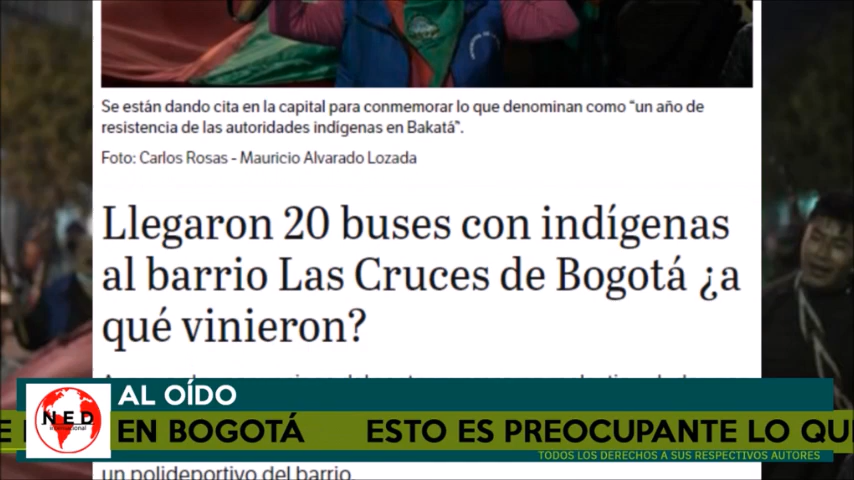 Se están dando cita en la capital para conmemorar lo que denominan como “un año de
resistencia de las autoridades indígenas en Bakatá”.
Foto: Carlos Rosas - Mauricio Alvarado Lozada
Llegaron 20 buses con indígenas
al barrio Las Cruces de Bogotá ¿a
qué vinieron?
AL OÍDO
NED
International
EN BOGOTÁ ESTO ES PREOCUPANTE LO
TODOS LOS DERECHOS A SUS RESPECTIVOS AUTORES
un polideportivo del barrio.